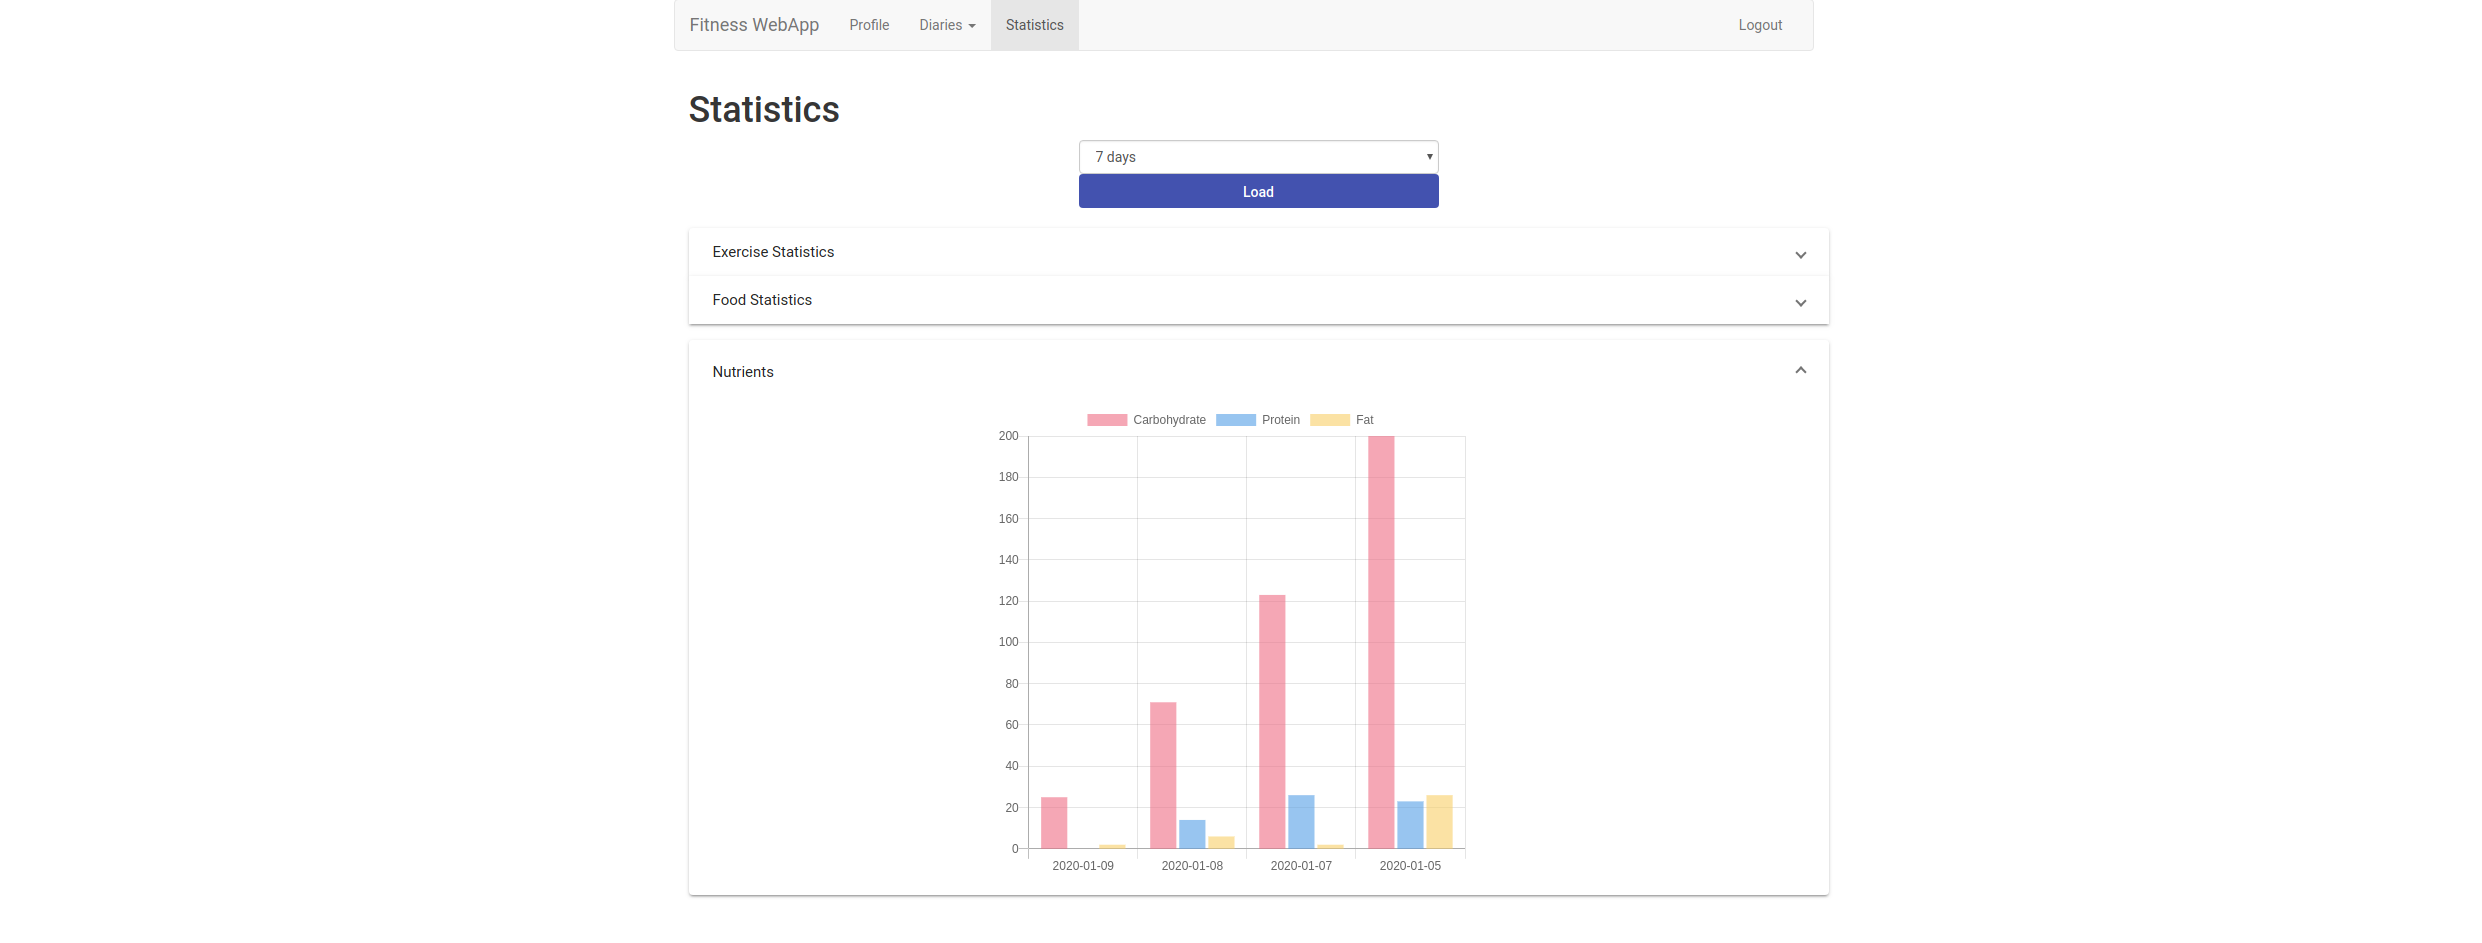 Fitness WebApp Profile Diaries Statistics Logout
Statistics
7 days
Load
Exercise Statistics
Food Statistics
Nutrients
Carbohydrate Protein Fat
200
180
160
140
120
100
80
60
40
20
0
2020-01-09 2020-01-08 2020-01-07 2020-01-05